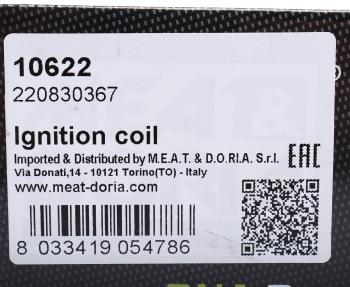 10622
220830367
Ignition coil
Imported & Distributed by M.E.A.T. & D.O.R.I.A. S.r.l.
Via Donati,14 - 10121 Torino(TO) - Italy
www.meat-doria.com
EAC
8 033419 054786